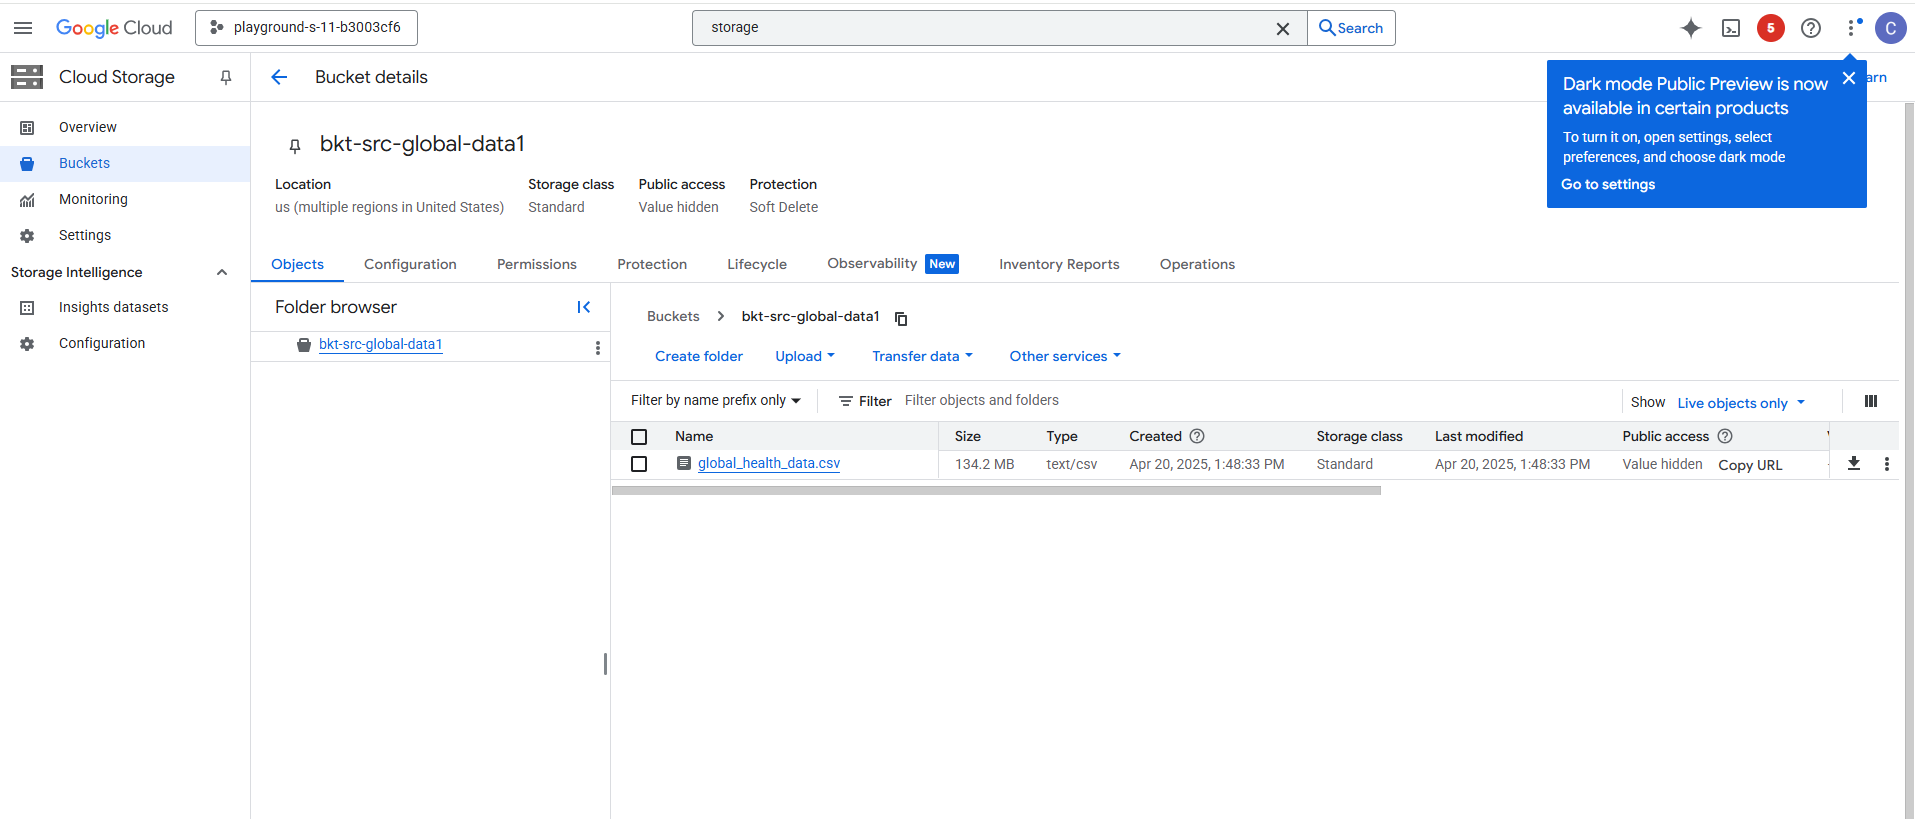 Google Cloud
playground-s-11-b3003cf6
storage
Search
5
C
Cloud Storage
Bucket details
arn
Dark mode Public Preview is now
available in certain products
To turn it on, open settings, select
preferences, and choose dark mode
Go to settings
Overview
Buckets
Monitoring
Settings
Storage Intelligence
Insights datasets
Configuration
bkt-src-global-data1
Location Storage class Public access Protection
us (multiple regions in United States) Standard Value hidden Soft Delete
Objects Configuration Permissions Protection Lifecycle Observability New Inventory Reports Operations
Folder browser
bkt-src-global-data1
Buckets bkt-src-global-data1
Create folder Upload Transfer data Other services
Filter by name prefix only Filter Filter objects and folders Show Live objects only
Name Size Type Created Storage class Last modified Public access
global_health_data.csv 134.2 MB text/csv Apr 20, 2025, 1:48:33 PM Standard Apr 20, 2025, 1:48:33 PM Value hidden Copy URL